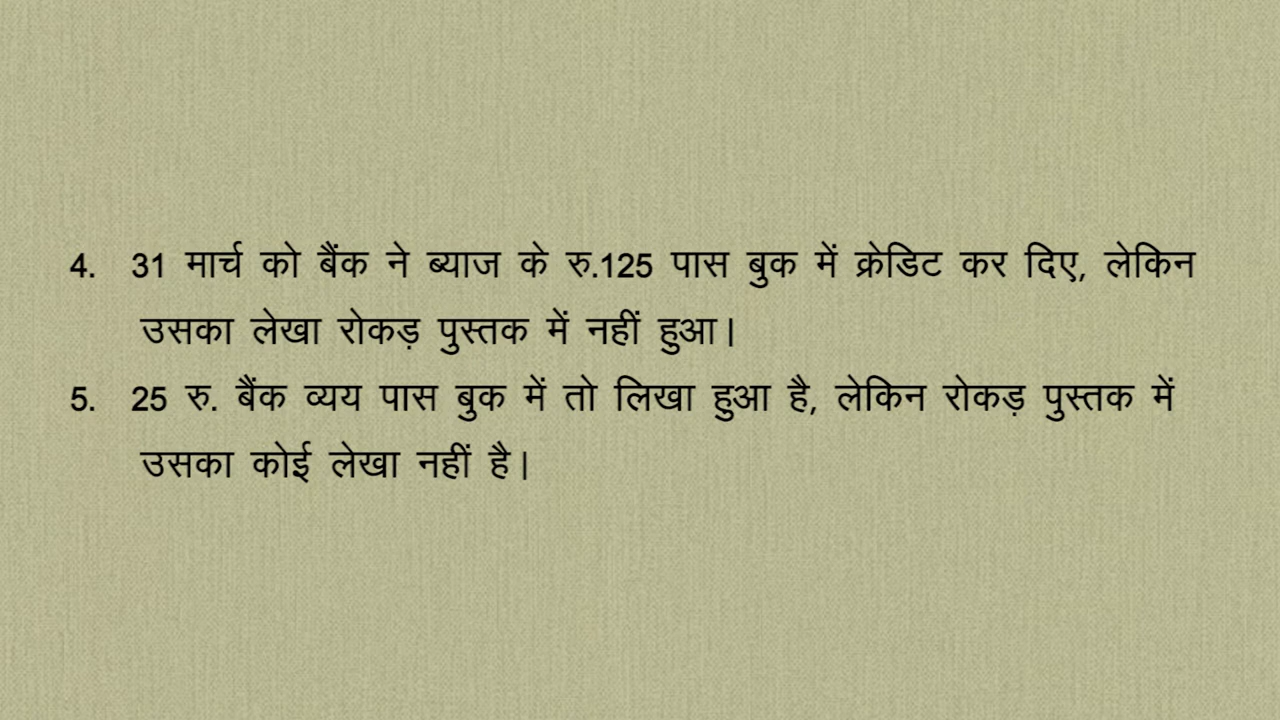 4. 31 मार्च को बैंक ने ब्याज के रु.125 पास बुक में क्रेडिट कर दिए, लेकिन
उसका लेखा रोकड़ पुस्तक में नहीं हुआ।
5. 25 रु. बैंक व्यय पास बुक में तो लिखा हुआ है, लेकिन रोकड़ पुस्तक में
उसका कोई लेखा नहीं है।